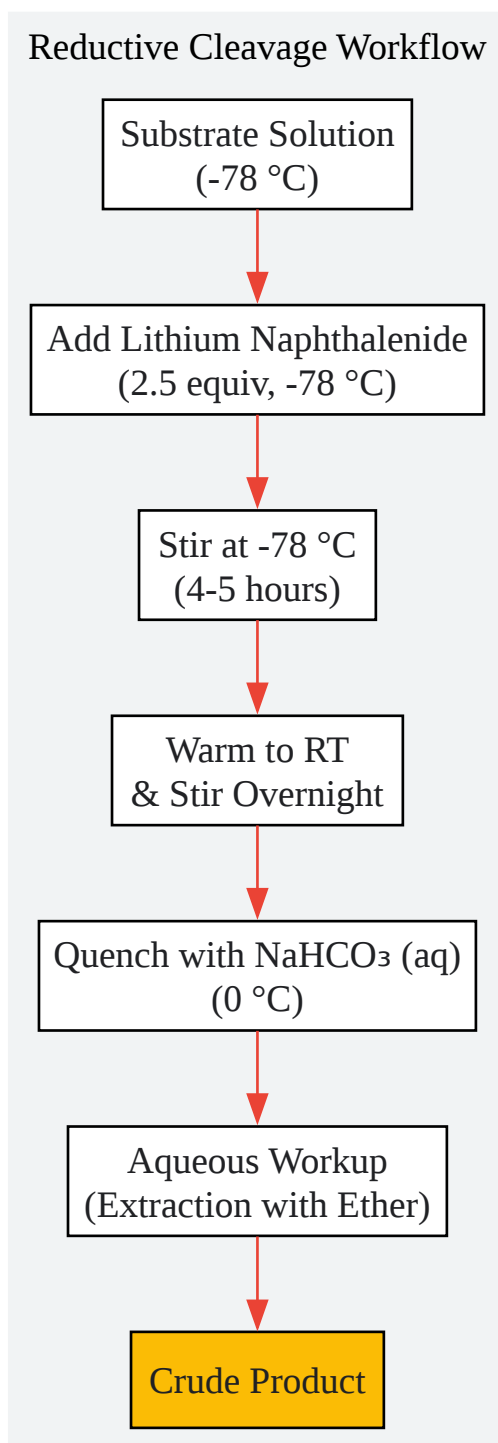 Reductive Cleavage Workflow
Substrate Solution
(-78 °C)
Add Lithium Naphthalenide
(2.5 equiv, -78 °C)
Stir at -78 °C
(4-5 hours)
Warm to RT
& Stir Overnight
Quench with NaHCO₃ (aq)
(0 °C)
Aqueous Workup
(Extraction with Ether)
Crude Product